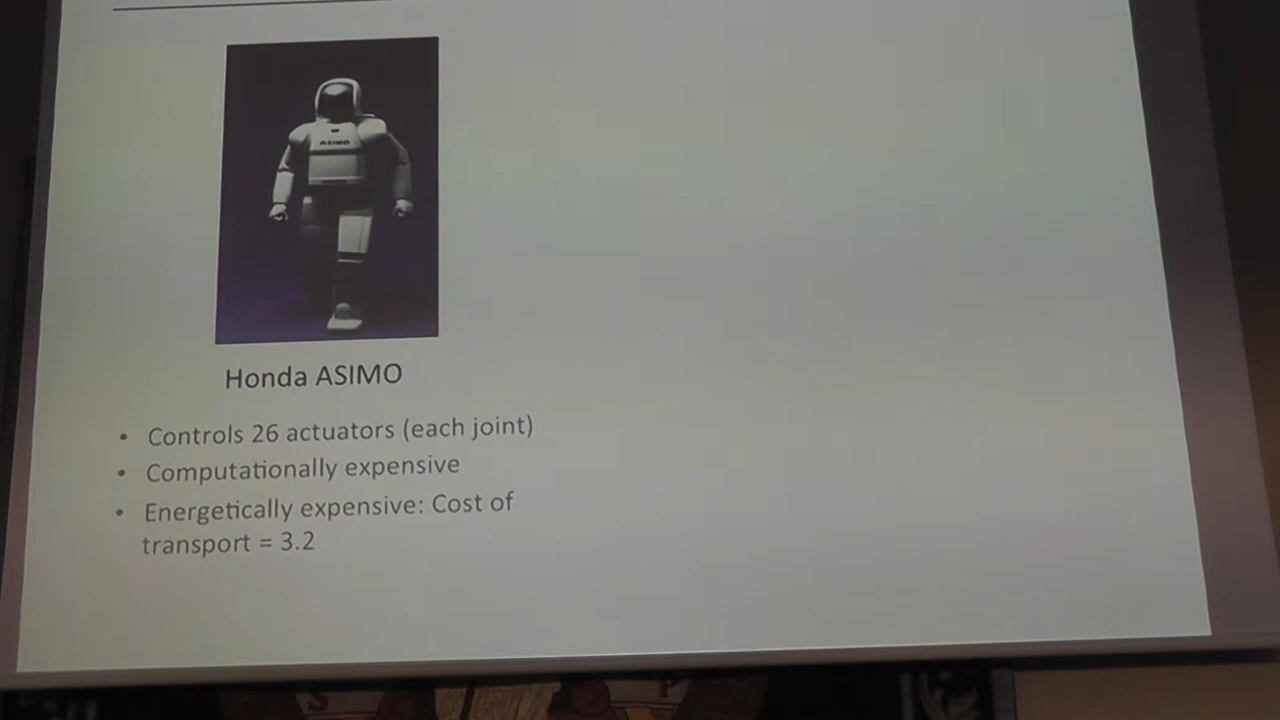 ASIMO
Honda ASIMO
• Controls 26 actuators (each joint)
• Computationally expensive
• Energetically expensive: Cost of
transport = 3.2
S
P